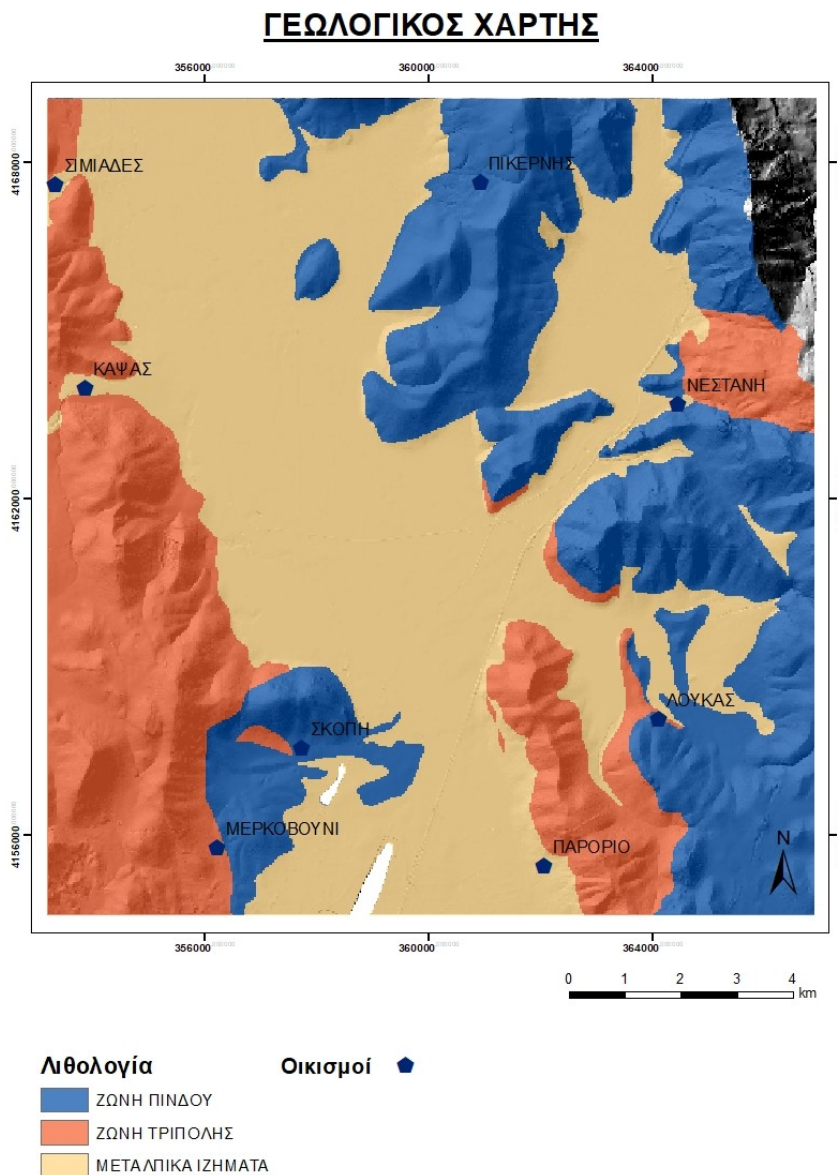 ΓΕΩΛΟΓΙΚΟΣ ΧΑΡΤΗΣ
356000 360000 364000
4168000
4162000
4156000
ΣΙΜΙΑΔΕΣ
ΠΙΚΕΡΝΗΣ
ΚΑΨΑΣ
ΝΕΣΤΑΝΗ
ΛΟΥΚΑΣ
ΣΚΟΠΗ
ΜΕΡΚΟΒΟΥΝΙ
ΠΑΡΟΡΙΟ
N
356000 360000 364000
0 1 2 3 4
km
Λιθολογία Οικισμοί
ΖΩΝΗ ΠΙΝΔΟΥ
ΖΩΝΗ ΤΡΙΠΟΛΗΣ
ΜΕΤΑΛΠΙΚΑ ΙΖΗΜΑΤΑ